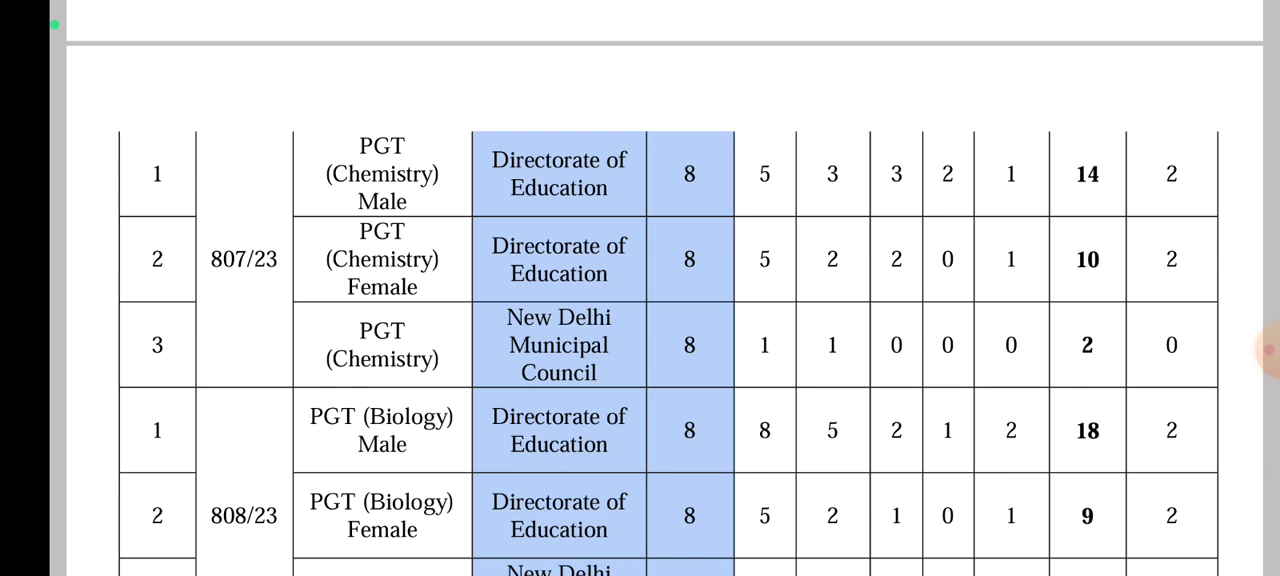 1 807/23 PGT (Chemistry) Male Directorate of Education 8 5 3 3 2 1 14 2
2 PGT (Chemistry) Female Directorate of Education 8 5 2 2 0 1 10 2
3 PGT (Chemistry) New Delhi Municipal Council 8 1 1 0 0 0 2 0
1 808/23 PGT (Biology) Male Directorate of Education 8 8 5 2 1 2 18 2
2 PGT (Biology) Female Directorate of Education 8 5 2 1 0 1 9 2
New Delhi